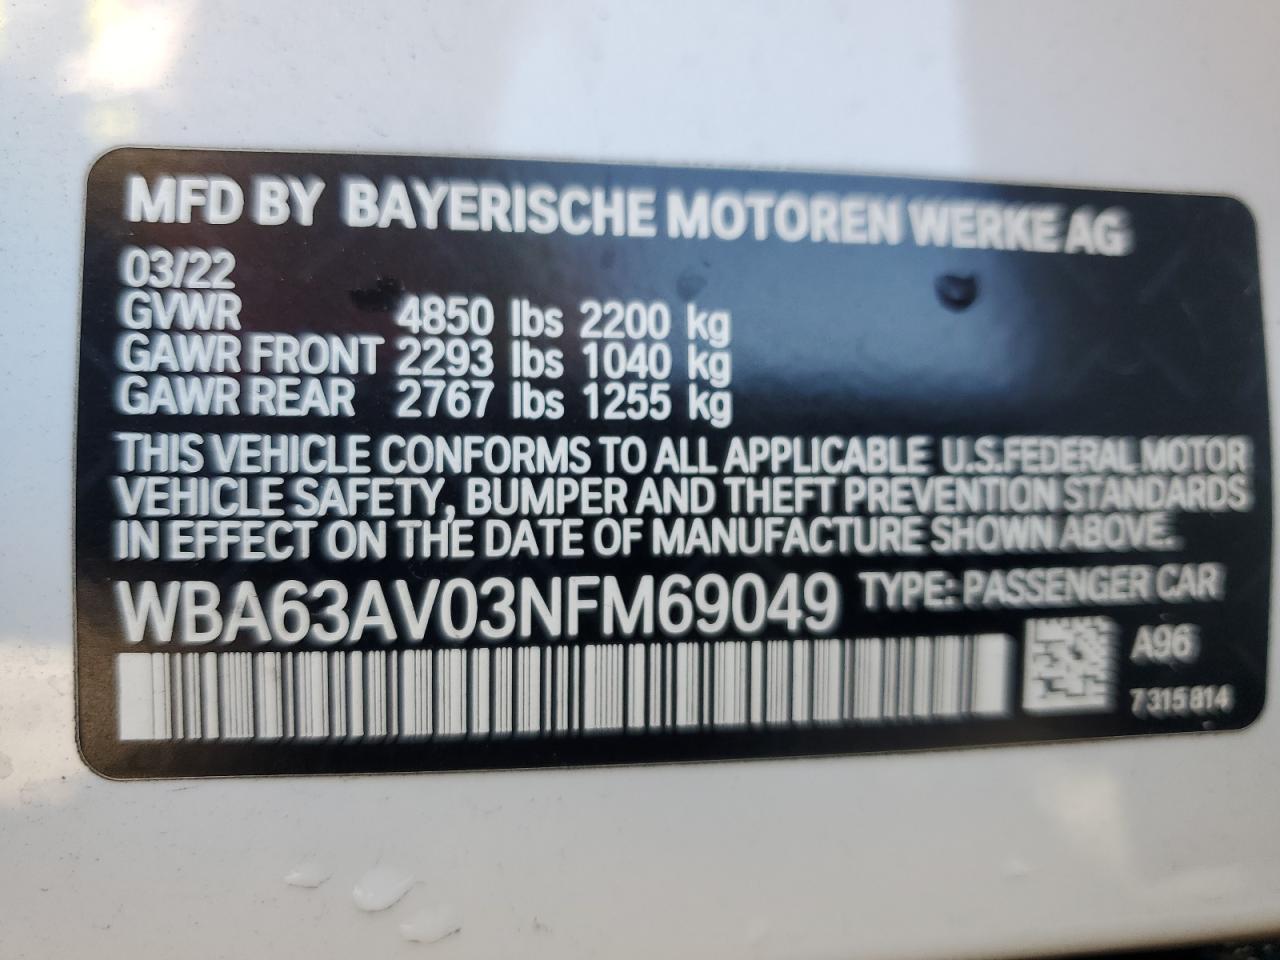 MFD BY BAYERISCHE MOTOREN WERKE AG
03/22
GVWR 4850 lbs 2200 kg
GAWR FRONT 2293 lbs 1040 kg
GAWR REAR 2767 lbs 1255 kg
THIS VEHICLE CONFORMS TO ALL APPLICABLE U.S.FEDERAL MOTOR
VEHICLE SAFETY, BUMPER AND THEFT PREVENTION STANDARDS
IN EFFECT ON THE DATE OF MANUFACTURE SHOWN ABOVE.
WBA63AV03NFM69049 TYPE: PASSENGER CAR
A96
7 315 814